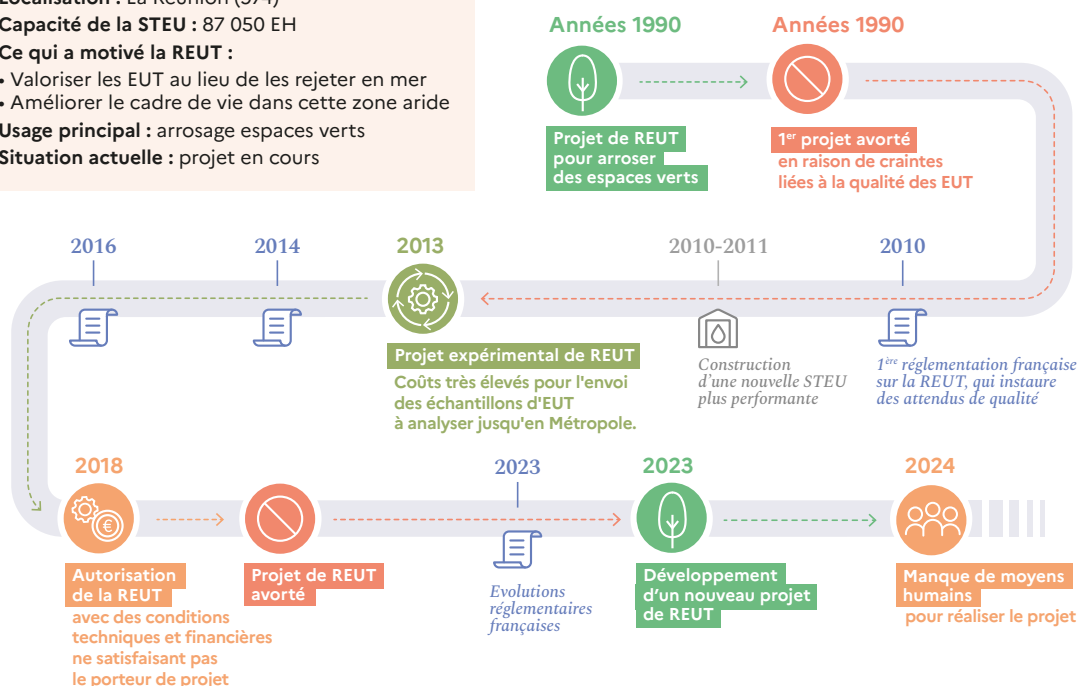 Localisation : La Réunion (974)
Capacité de la STEU : 87 050 EH
Ce qui a motivé la REUT :
• Valoriser les EUT au lieu de les rejeter en mer
• Améliorer le cadre de vie dans cette zone aride
Usage principal : arrosage espaces verts
Situation actuelle : projet en cours
Années 1990
Projet de REUT
pour arroser
des espaces verts
Années 1990
1er projet avorté
en raison de craintes
liées à la qualité des EUT
2010
1ère réglementation française
sur la REUT, qui instaure
des attendus de qualité
2010-2011
Construction
d'une nouvelle STEU
plus performante
2013
Projet expérimental de REUT
Coûts très élevés pour l'envoi
des échantillons d'EUT
à analyser jusqu'en Métropole.
2014
2016
2018
€
Autorisation
de la REUT
avec des conditions
techniques et financières
ne satisfaisant pas
le porteur de projet
Projet de REUT
avorté
2023
Evolutions
réglementaires
françaises
2023
Développement
d'un nouveau projet
de REUT
2024
Manque de moyens
humains
pour réaliser le projet